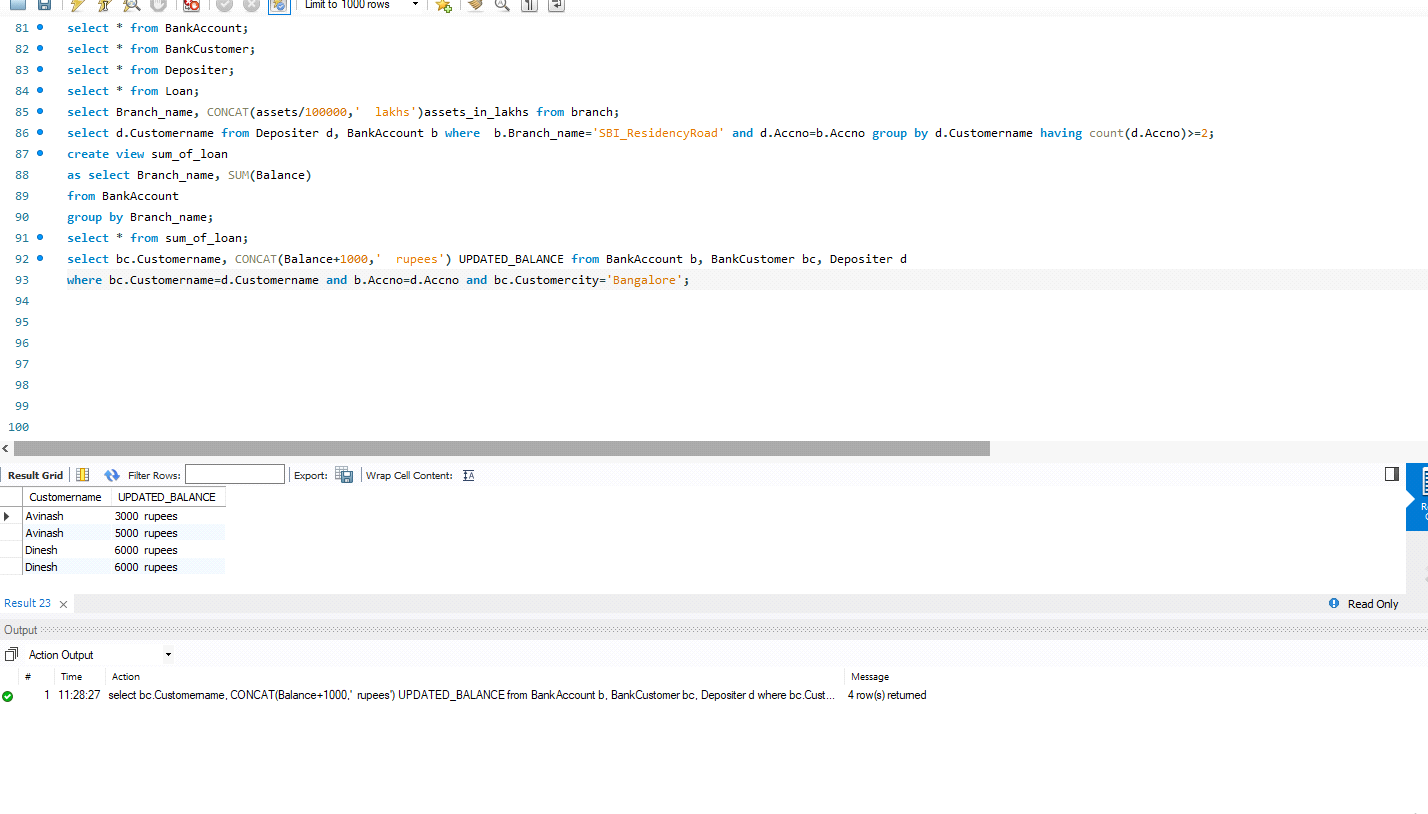 Limit to 1000 rows
81 select * from BankAccount;
82 select * from BankCustomer;
83 select * from Depositer;
84 select * from Loan;
85 select Branch_name, CONCAT(assets/100000,'  lakhs')assets_in_lakhs from branch;
86 select d.Customername from Depositer d, BankAccount b where  b.Branch_name='SBI_ResidencyRoad' and d.Accno=b.Accno group by d.Customername having count(d.Accno)>=2;
87 create view sum_of_loan
88 as select Branch_name, SUM(Balance)
89 from BankAccount
90 group by Branch_name;
91 select * from sum_of_loan;
92 select bc.Customername, CONCAT(Balance+1000,'  rupees') UPDATED_BALANCE from BankAccount b, BankCustomer bc, Depositer d
93 where bc.Customername=d.Customername and b.Accno=d.Accno and bc.Customercity='Bangalore';
94
95
96
97
98
99
100
Result Grid Filter Rows: Export: Wrap Cell Content:
Customername UPDATED_BALANCE
Avinash 3000  rupees
Avinash 5000  rupees
Dinesh 6000  rupees
Dinesh 6000  rupees
Result 23 Read Only
Output
Action Output
# Time Action Message
1 11:28:27 select bc.Customername, CONCAT(Balance+1000,'  rupees') UPDATED_BALANCE from BankAccount b, BankCustomer bc, Depositer d where bc.Cust... 4 row(s) returned